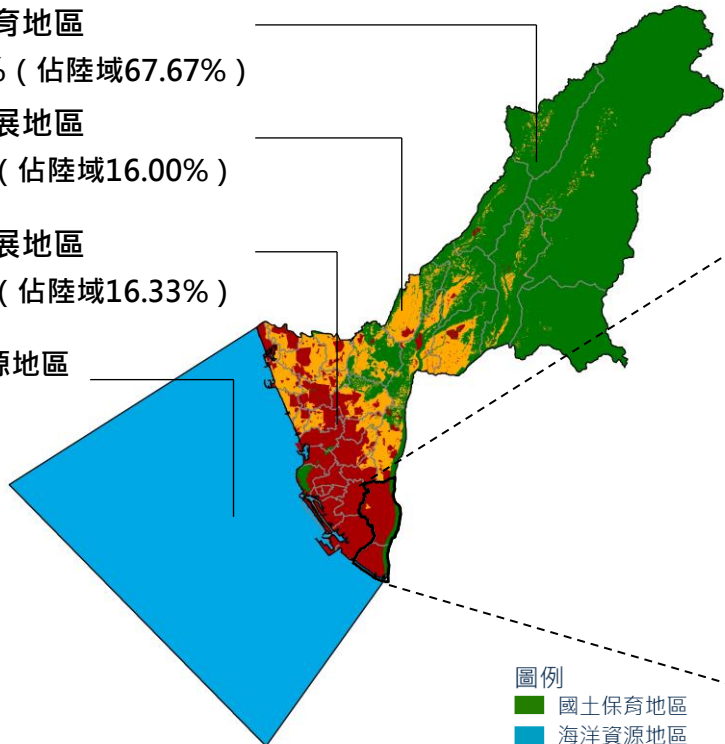 育地區
%（佔陸域67.67%）
展地區
（佔陸域16.00%）
展地區
（佔陸域16.33%）
源地區
圖例
國土保育地區
海洋資源地區